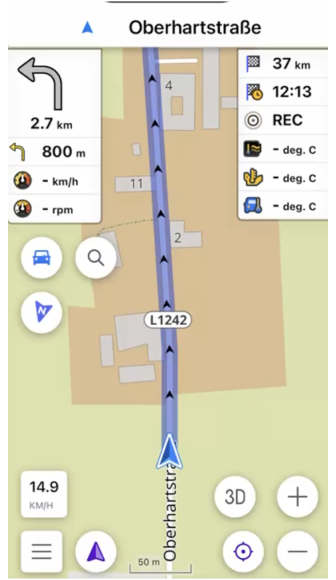 Oberhartstraße
2.7 km
800 m
- km/h
- rpm
37 km
12:13
REC
- deg. C
- deg. C
- deg. C
4
11
2
N
L1242
Oberhartstra
14.9
KM/H
3D
50 m